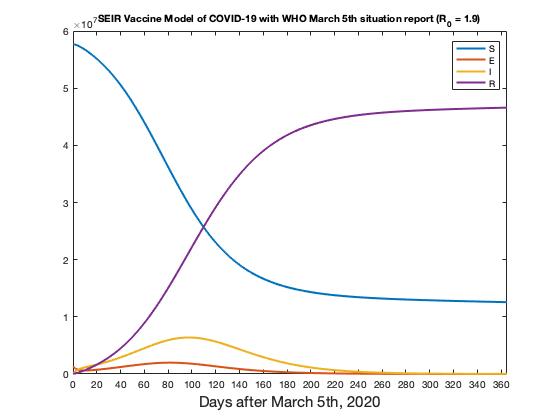 ×10⁷
SEIR Vaccine Model of COVID-19 with WHO March 5th situation report (R₀ = 1.9)
6
5
4
3
2
1
0
S
E
I
R
0 20 40 60 80 100 120 140 160 180 200 220 240 260 280 300 320 340 360
Days after March 5th, 2020